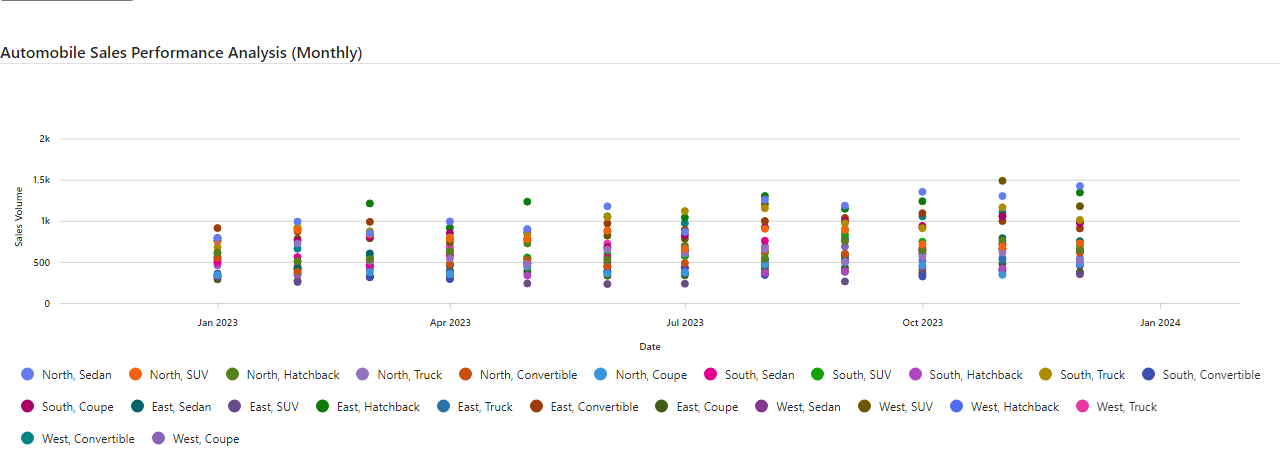 Automobile Sales Performance Analysis (Monthly)
2k
1.5k
1k
500
0
Sales Volume
Jan 2023 Apr 2023 Jul 2023 Oct 2023 Jan 2024
Date
North, Sedan North, SUV North, Hatchback North, Truck North, Convertible North, Coupe South, Sedan South, SUV South, Hatchback South, Truck South, Convertible
South, Coupe East, Sedan East, SUV East, Hatchback East, Truck East, Convertible East, Coupe West, Sedan West, SUV West, Hatchback West, Truck
West, Convertible West, Coupe